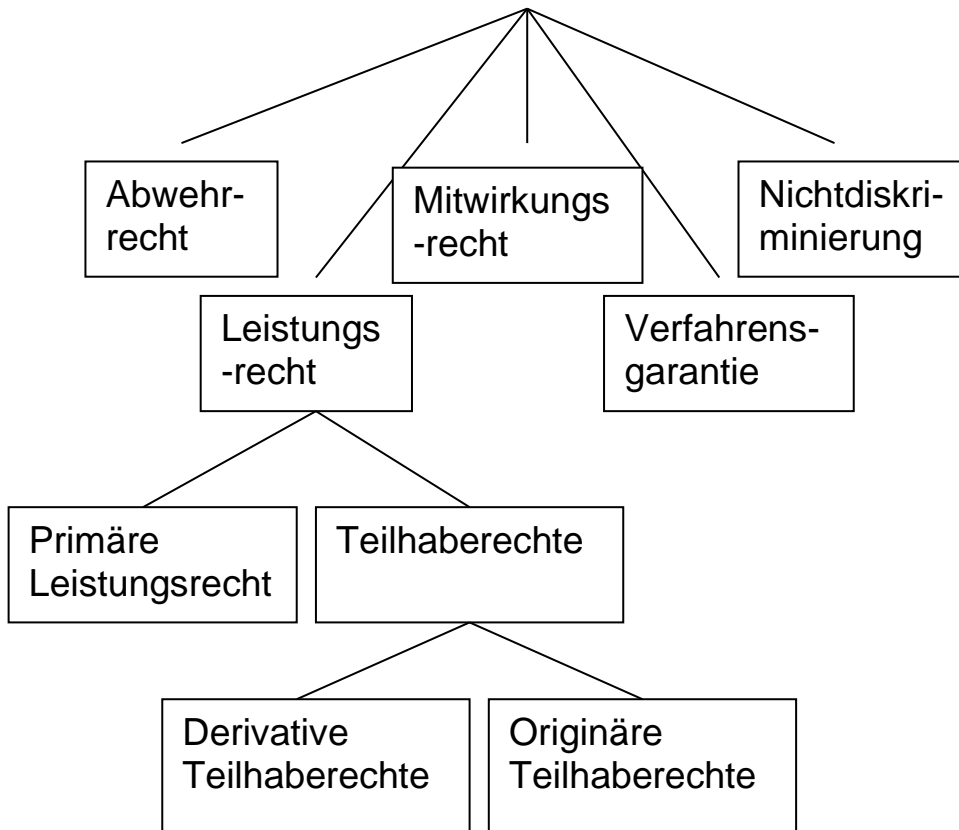 Abwehr-
recht
Mitwirkungs
-recht
Nichtdiskri-
minierung
Leistungs
-recht
Verfahrens-
garantie
Primäre
Leistungsrecht
Teilhaberechte
Derivative
Teilhaberechte
Originäre
Teilhaberechte